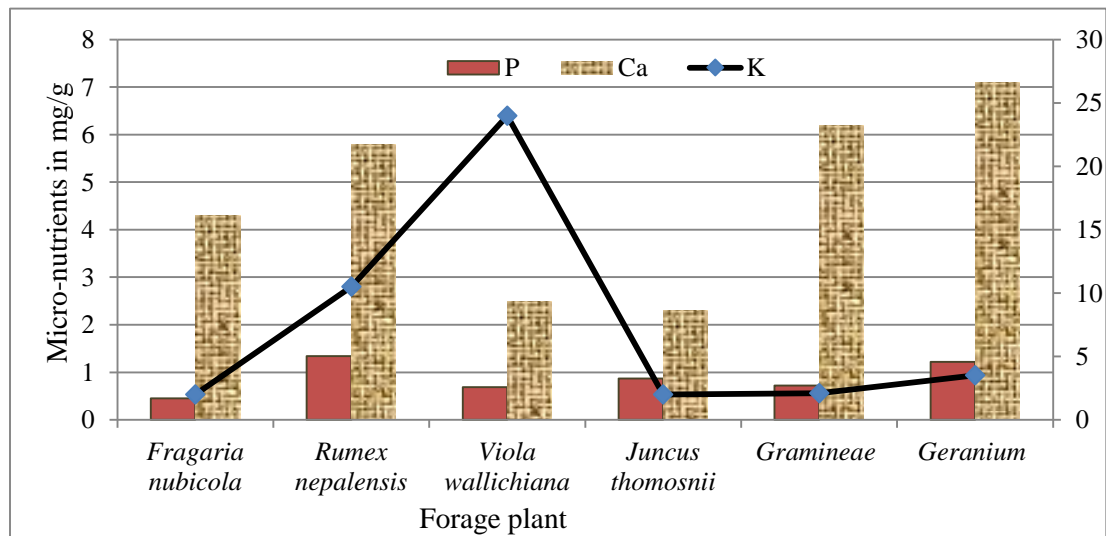 P Ca K
Micro-nutrients in mg/g
8
7
6
5
4
3
2
1
0
30
25
20
15
10
5
0
Fragaria
nubicola
Rumex
nepalensis
Viola
wallichiana
Juncus
thomosnii
Gramineae
Geranium
Forage plant